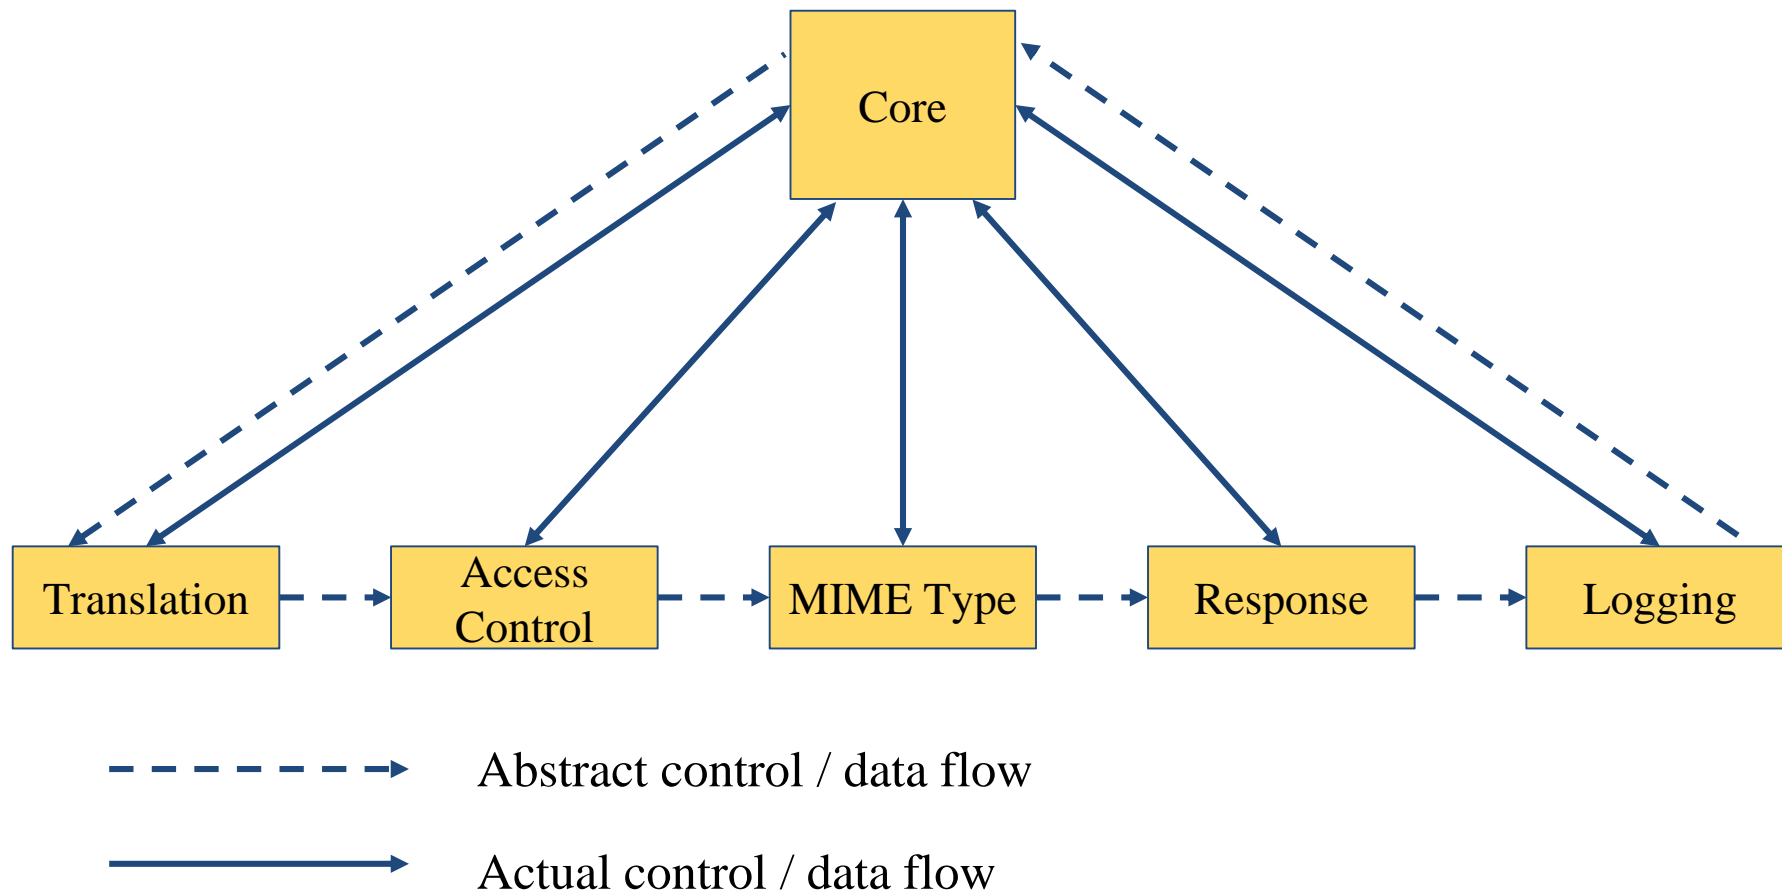 Core
Translation
Access
Control
MIME Type
Response
Logging
Abstract control / data flow
Actual control / data flow